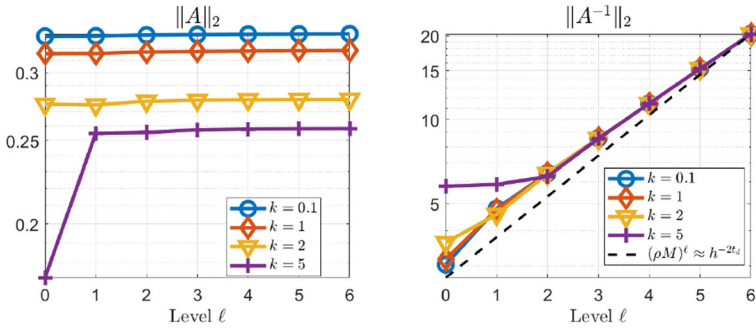 ‖A‖₂
0.3
0.25
0.2
0 1 2 3 4 5 6
Level ℓ
k = 0.1
k = 1
k = 2
k = 5
‖A⁻¹‖₂
20
15
10
5
0 1 2 3 4 5 6
Level ℓ
k = 0.1
k = 1
k = 2
k = 5
(ρM)^ℓ ≈ h^{-2t_d}